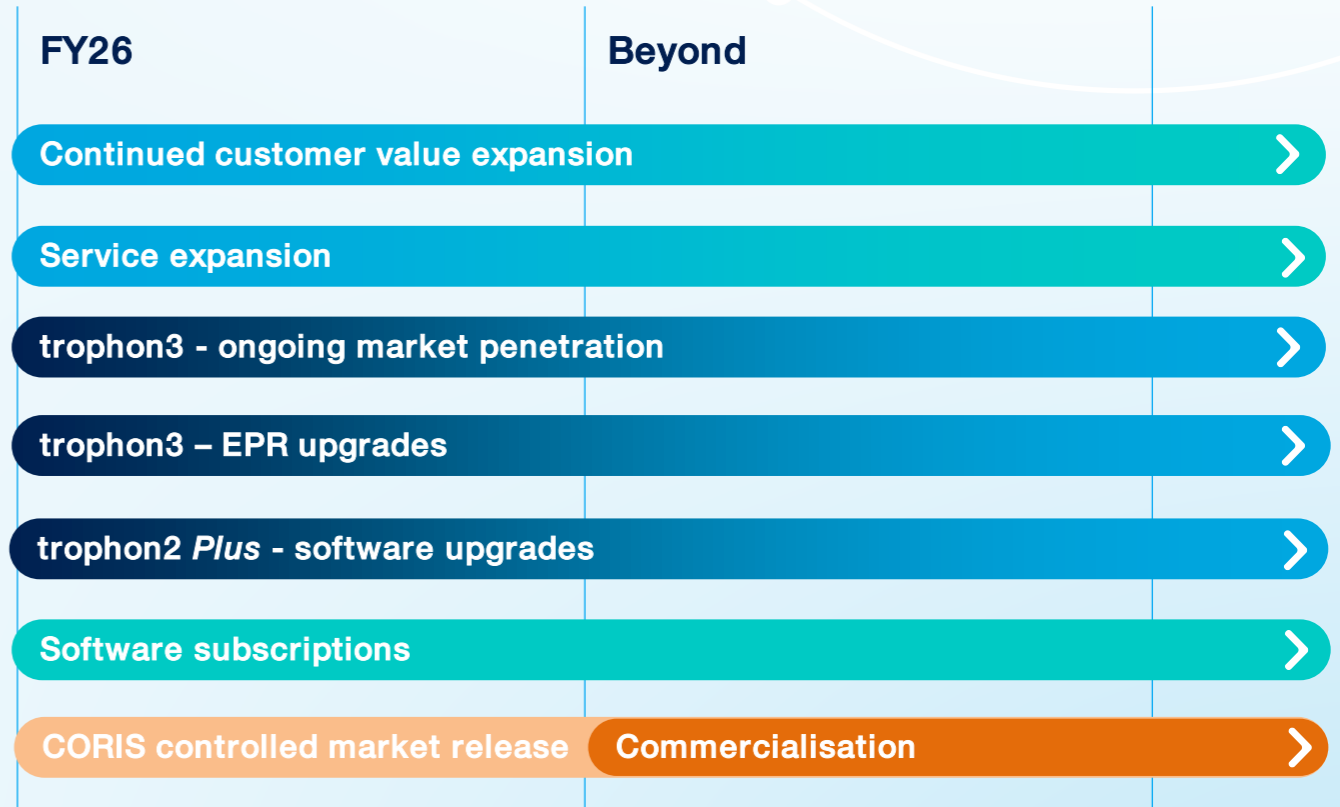 FY26
Beyond
Continued customer value expansion
Service expansion
trophon3 - ongoing market penetration
trophon3 – EPR upgrades
trophon2 Plus - software upgrades
Software subscriptions
CORIS controlled market release
Commercialisation